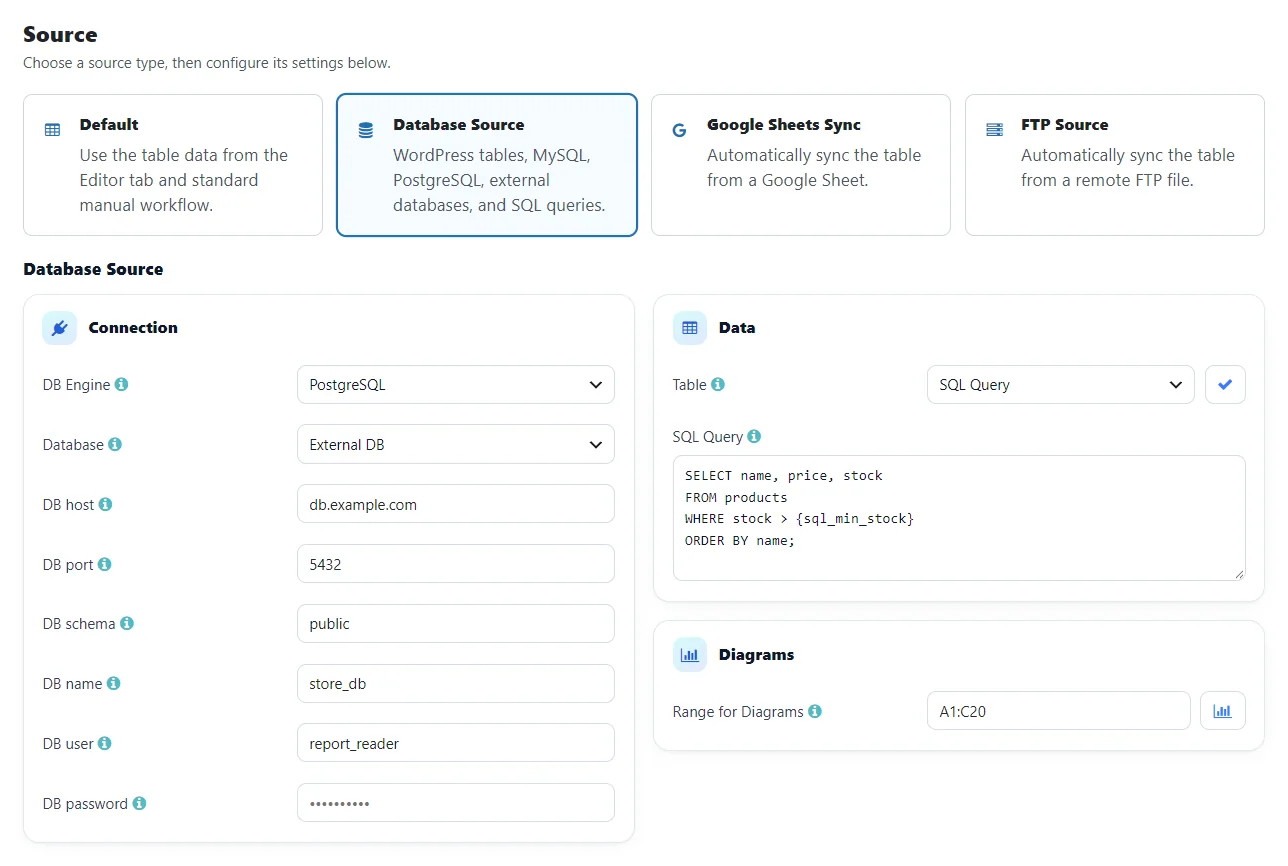 Source
Choose a source type, then configure its settings below.
Default
Use the table data from the
Editor tab and standard
manual workflow.
Database Source
WordPress tables, MySQL,
PostgreSQL, external
databases, and SQL queries.
Google Sheets Sync
Automatically sync the table
from a Google Sheet.
FTP Source
Automatically sync the table
from a remote FTP file.
Database Source
Connection
DB Engine
PostgreSQL
Database
External DB
DB host
db.example.com
DB port
5432
DB schema
public
DB name
store_db
DB user
report_reader
DB password
••••••••••
Data
Table
SQL Query
SQL Query
SELECT name, price, stock
FROM products
WHERE stock > {sql_min_stock}
ORDER BY name;
Diagrams
Range for Diagrams
A1:C20